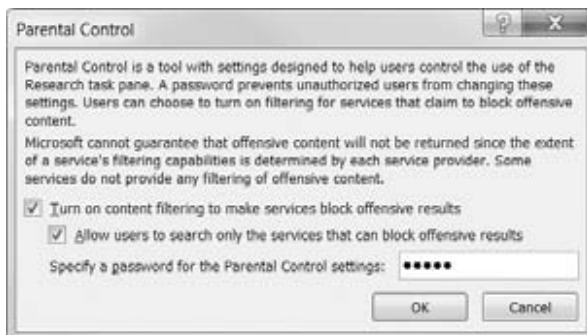 Parental Control
Parental Control is a tool with settings designed to help users control the use of the
Research task pane. A password prevents unauthorized users from changing these
settings. Users can choose to turn on filtering for services that claim to block offensive
content.
Microsoft cannot guarantee that offensive content will not be returned since the extent
of a service's filtering capabilities is determined by each service provider. Some
services do not provide any filtering of offensive content.
Turn on content filtering to make services block offensive results
Allow users to search only the services that can block offensive results
Specify a password for the Parental Control settings: •••••
OK Cancel